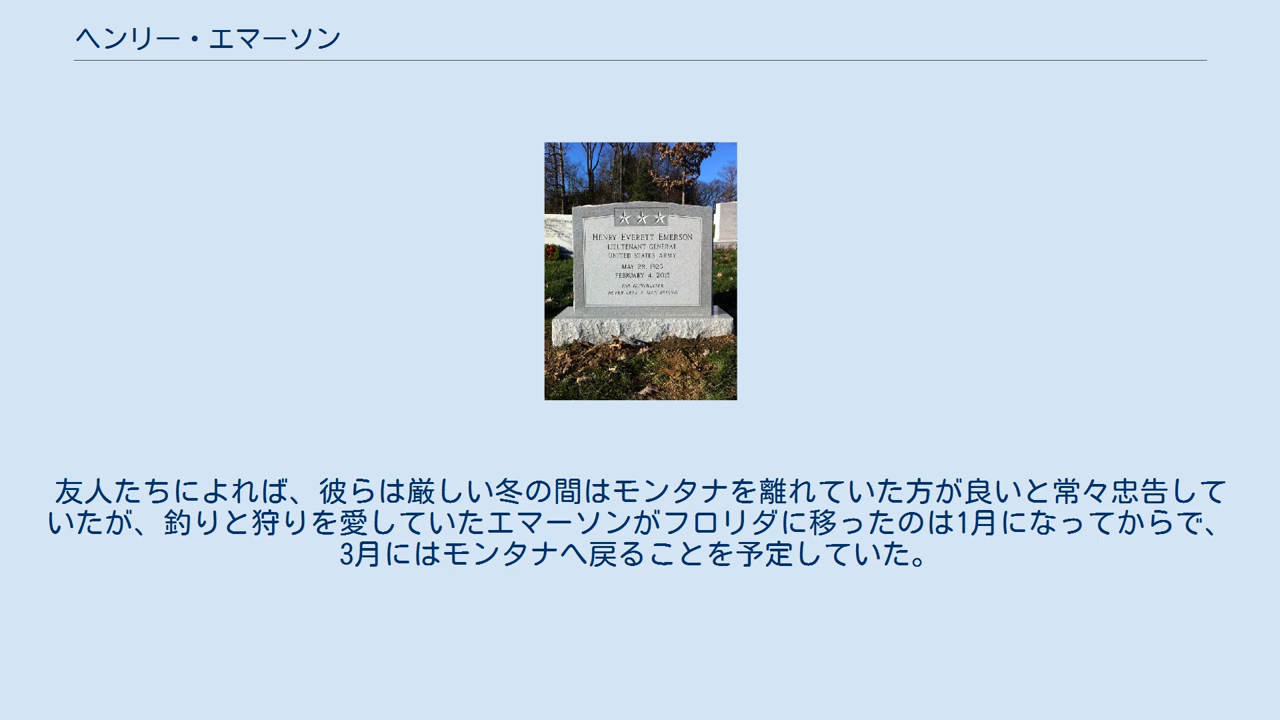 ヘンリー・エマーソン
HENRY EVERETT EMERSON
LIEUTENANT GENERAL
UNITED STATES ARMY
MAY 28 1925
FEBRUARY 4 2015
友人たちによれば、彼らは厳しい冬の間はモンタナを離れていた方が良いと常々忠告して
いたが、釣りと狩りを愛していたエマーソンがフロリダに移ったのは1月になってからで、
3月にはモンタナへ戻ることを予定していた。